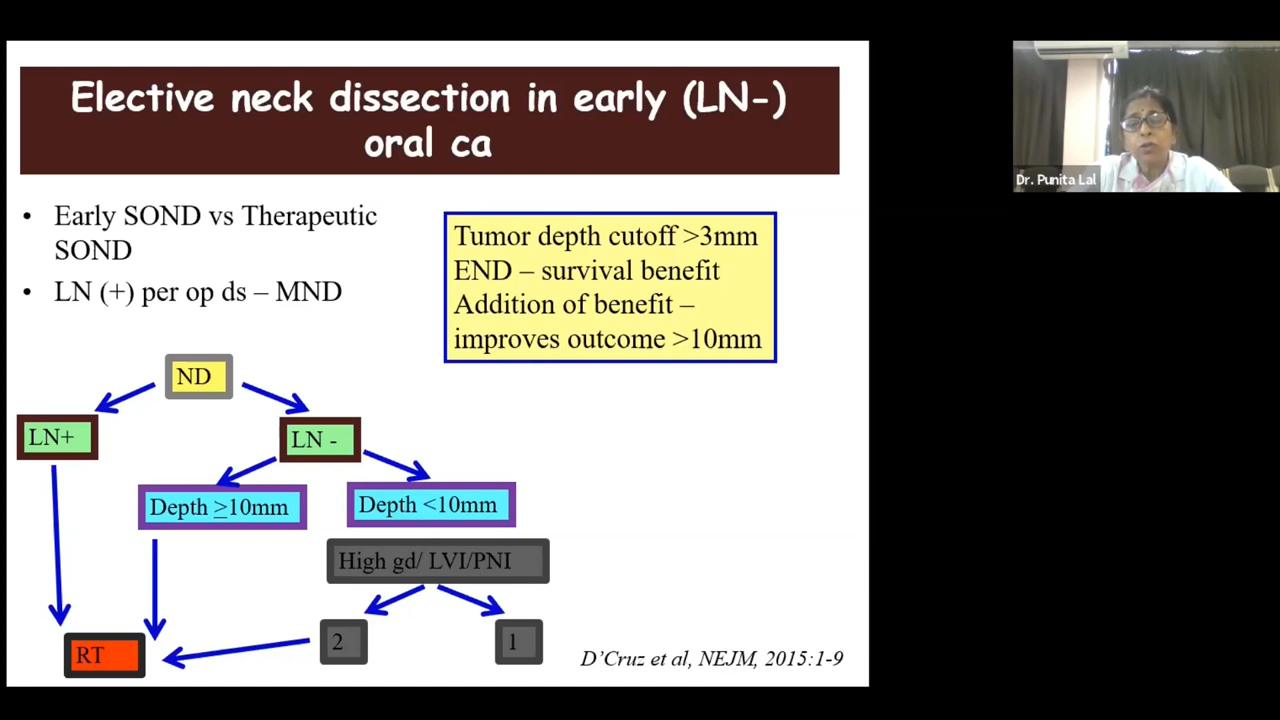 Elective neck dissection in early (LN-)
oral ca
• Early SOND vs Therapeutic
SOND
• LN (+) per op ds – MND
Tumor depth cutoff >3mm
END – survival benefit
Addition of benefit –
improves outcome >10mm
ND
LN+
LN -
Depth ≥10mm
Depth <10mm
High gd/ LVI/PNI
2
1
RT
D'Cruz et al, NEJM, 2015:1-9
Dr. Punita Lal